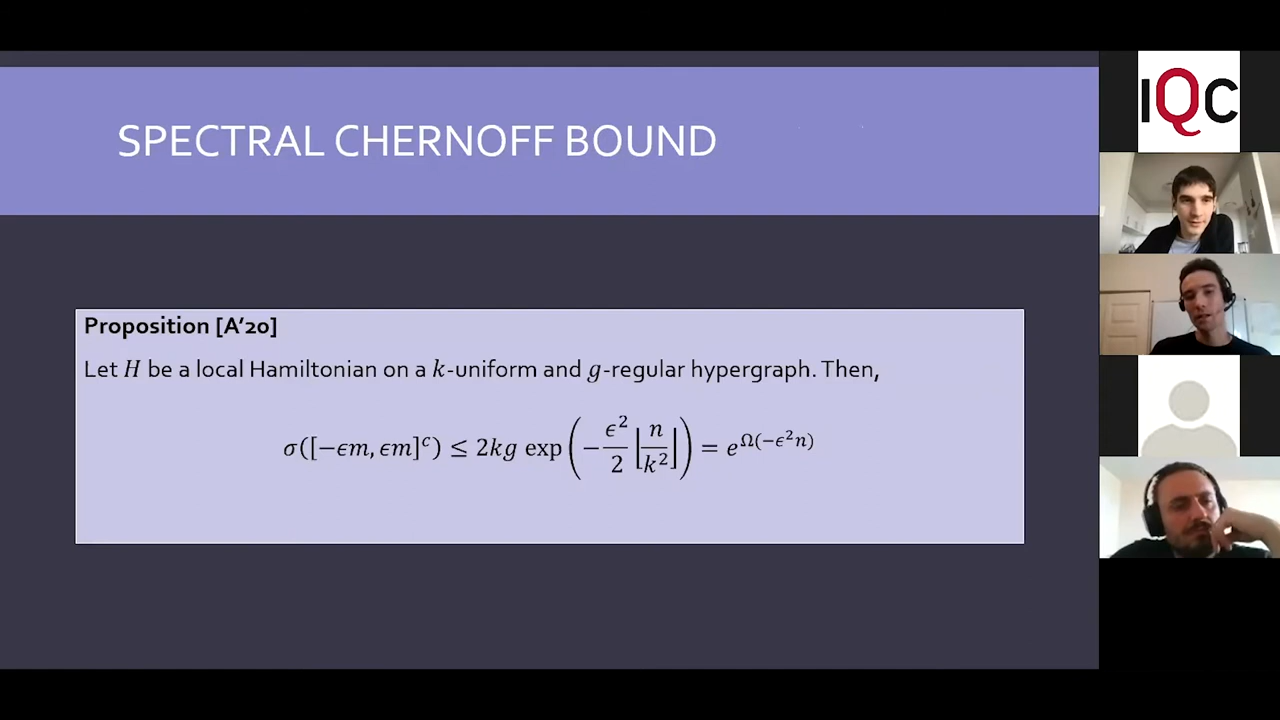 SPECTRAL CHERNOFF BOUND
IQC
Proposition [A'20]
Let H be a local Hamiltonian on a k-uniform and g-regular hypergraph. Then,
σ([−ϵm, ϵm]ᶜ) ≤ 2kg exp(−ϵ²/2 ⌊n/k²⌋) = e^Ω(−ϵ²n)